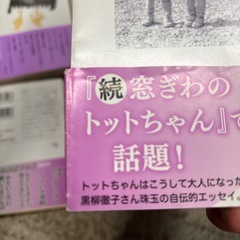 『㊙続窓ぎわの
トットちゃん』で
話題！
トットちゃんはこうして大人になった
黒柳徹子さん珠玉の自伝的エッセイ